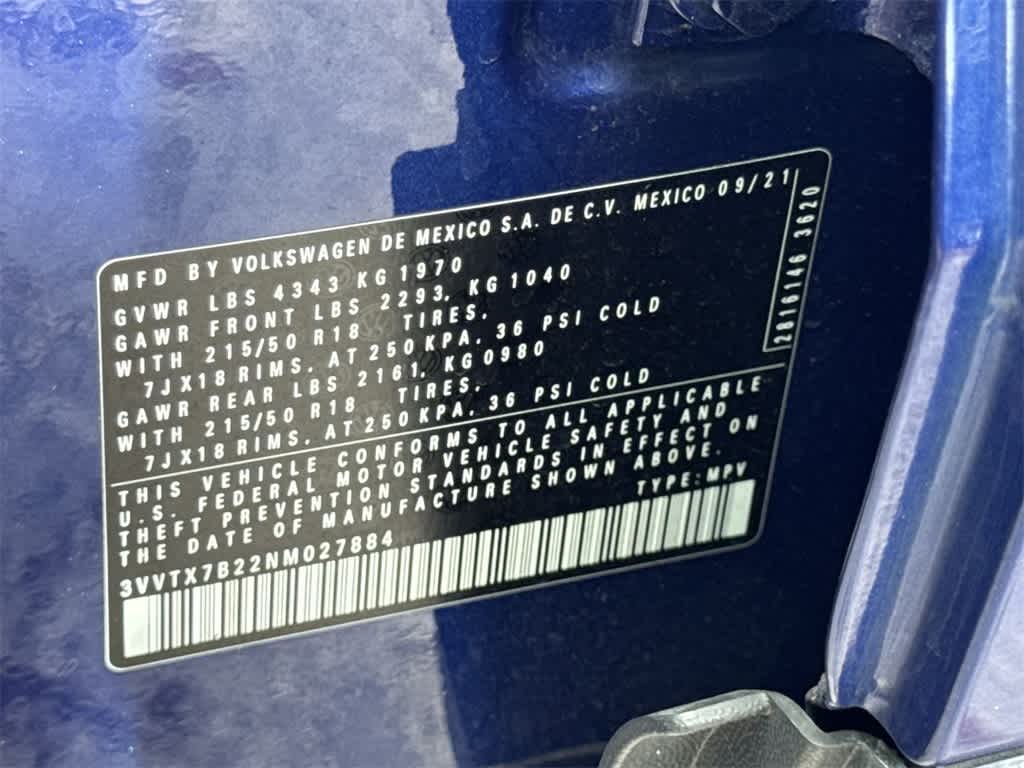 MFD BY VOLKSWAGEN DE MEXICO S.A. DE C.V. MEXICO 09/21
GVWR LBS 4343 KG 1970
GAWR FRONT LBS 2293, KG 1040
WITH 215/50 R18 TIRES,
7JX18 RIMS, AT 250 KPA, 36 PSI COLD
GAWR REAR LBS 2161, KG0980
WITH 215/50 R18 TIRES,
7JX18 RIMS, AT 250 KPA, 36 PSI COLD
THIS VEHICLE CONFORMS TO ALL APPLICABLE
U.S. FEDERAL MOTOR VEHICLE SAFETY AND
THEFT PREVENTION STANDARDS IN EFFECT ON
THE DATE OF MANUFACTURE SHOWN ABOVE.
3VVTX7B22NM027884 TYPE: MPV
2816146 3620